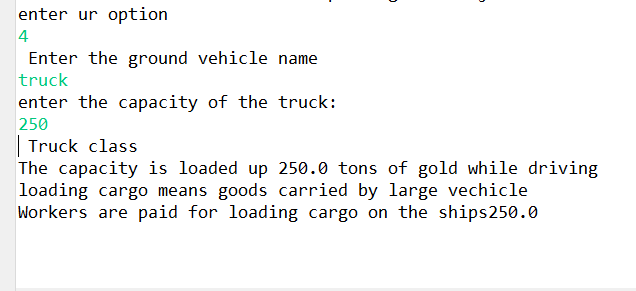 enter ur option
4
Enter the ground vehicle name
truck
enter the capacity of the truck:
250
Truck class
The capacity is loaded up 250.0 tons of gold while driving
loading cargo means goods carried by large vechicle
Workers are paid for loading cargo on the ships250.0